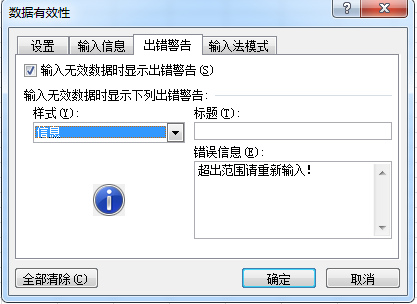 数据有效性
设置 输入信息 出错警告 输入法模式
输入无效数据时显示出错警告(S)
输入无效数据时显示下列出错警告:
样式(Y): 标题(T):
信息
错误信息(E):
超出范围请重新输入!
全部清除(C) 确定 取消